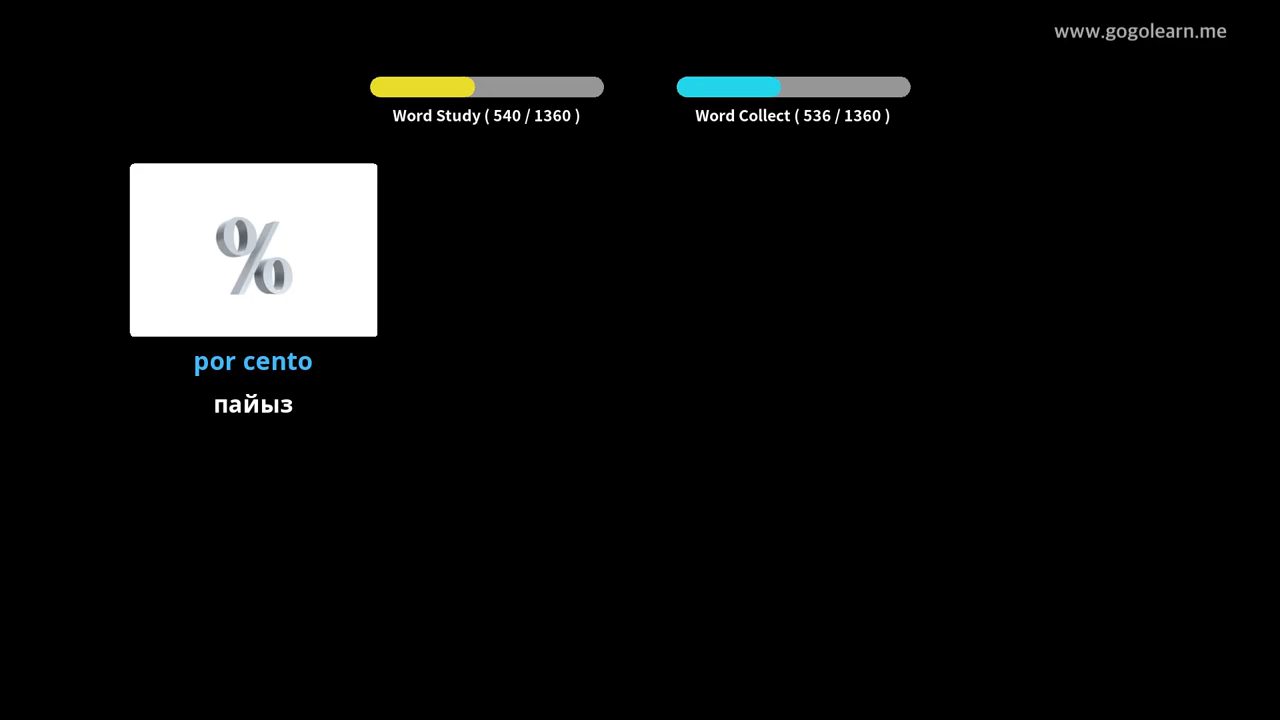 www.gogolearn.me
Word Study ( 540 / 1360 )
Word Collect ( 536 / 1360 )
%
por cento
пайыз